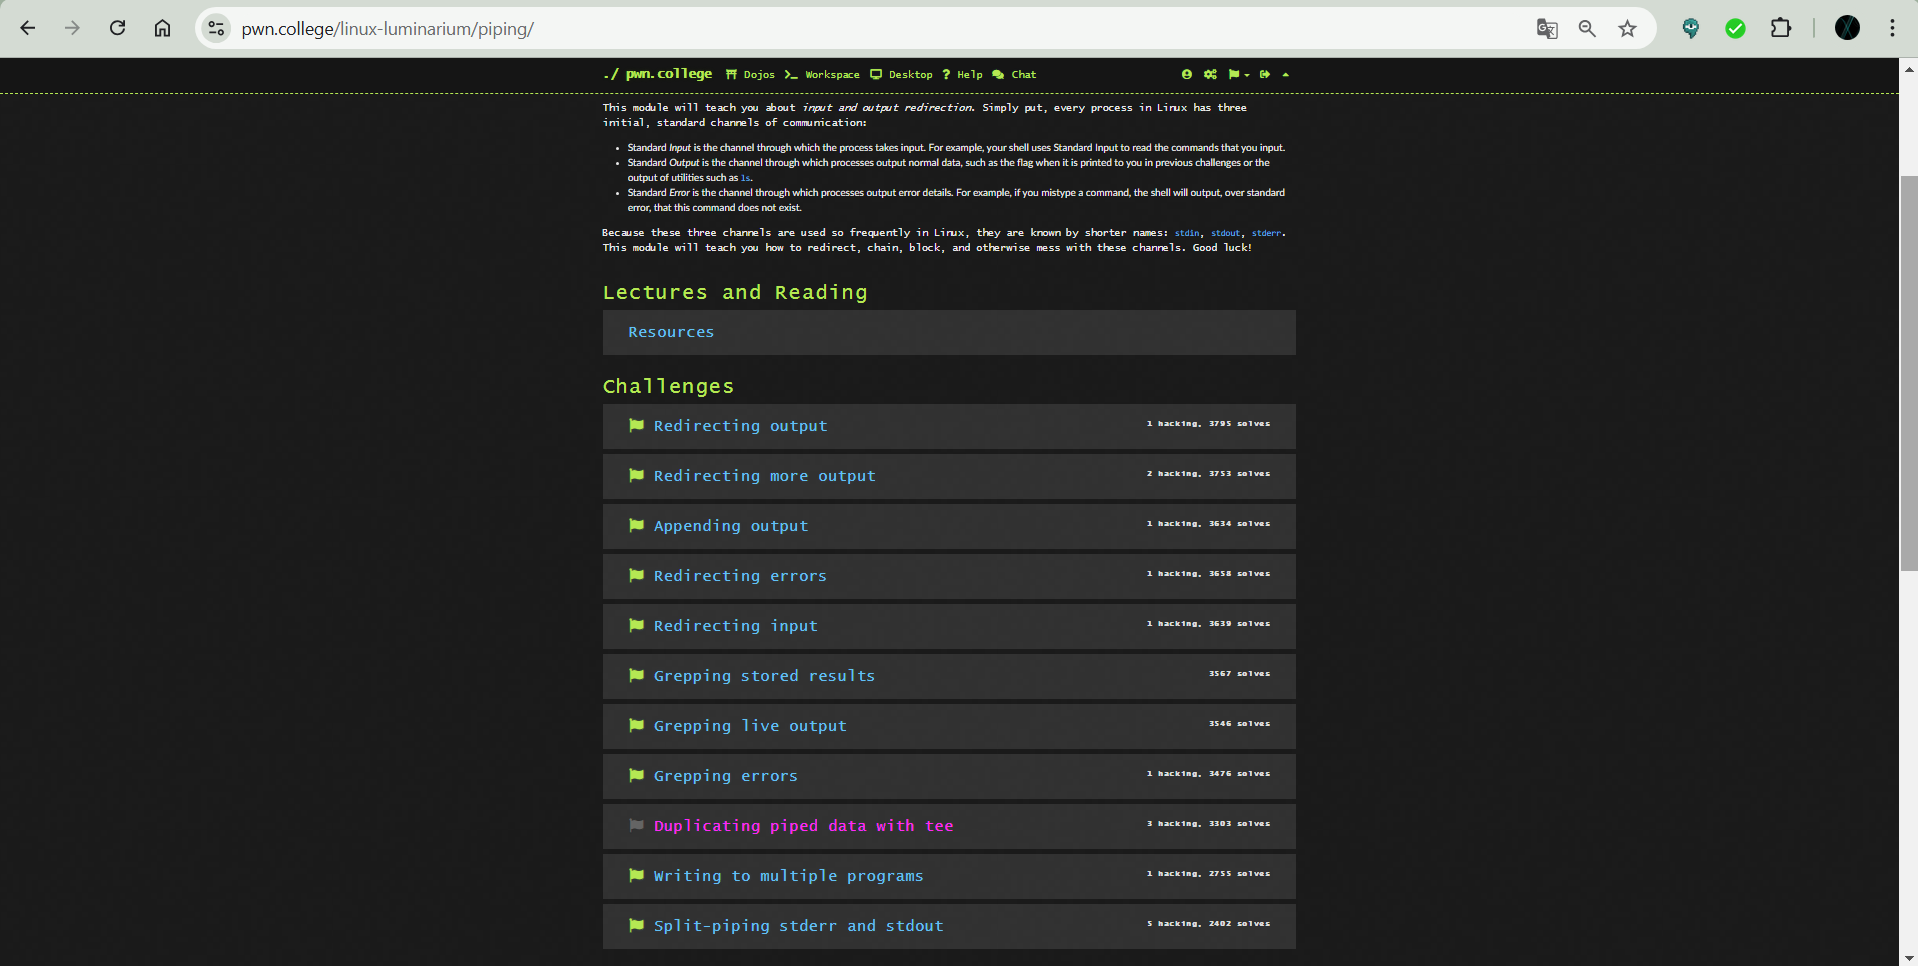 pwn.college/linux-luminarium/piping/
./ pwn.college Dojos Workspace Desktop ? Help Chat
This module will teach you about input and output redirection. Simply put, every process in Linux has three
initial, standard channels of communication:
• Standard Input is the channel through which the process takes input. For example, your shell uses Standard Input to read the commands that you input.
• Standard Output is the channel through which processes output normal data, such as the flag when it is printed to you in previous challenges or the
output of utilities such as ls.
• Standard Error is the channel through which processes output error details. For example, if you mistype a command, the shell will output, over standard
error, that this command does not exist.
Because these three channels are used so frequently in Linux, they are known by shorter names: stdin, stdout, stderr.
This module will teach you how to redirect, chain, block, and otherwise mess with these channels. Good luck!
Lectures and Reading
Resources
Challenges
Redirecting output 1 hacking, 3795 solves
Redirecting more output 2 hacking, 3753 solves
Appending output 1 hacking, 3634 solves
Redirecting errors 1 hacking, 3658 solves
Redirecting input 1 hacking, 3639 solves
Grepping stored results 3567 solves
Grepping live output 3546 solves
Grepping errors 1 hacking, 3476 solves
Duplicating piped data with tee 3 hacking, 3303 solves
Writing to multiple programs 1 hacking, 2755 solves
Split-piping stderr and stdout 5 hacking, 2402 solves